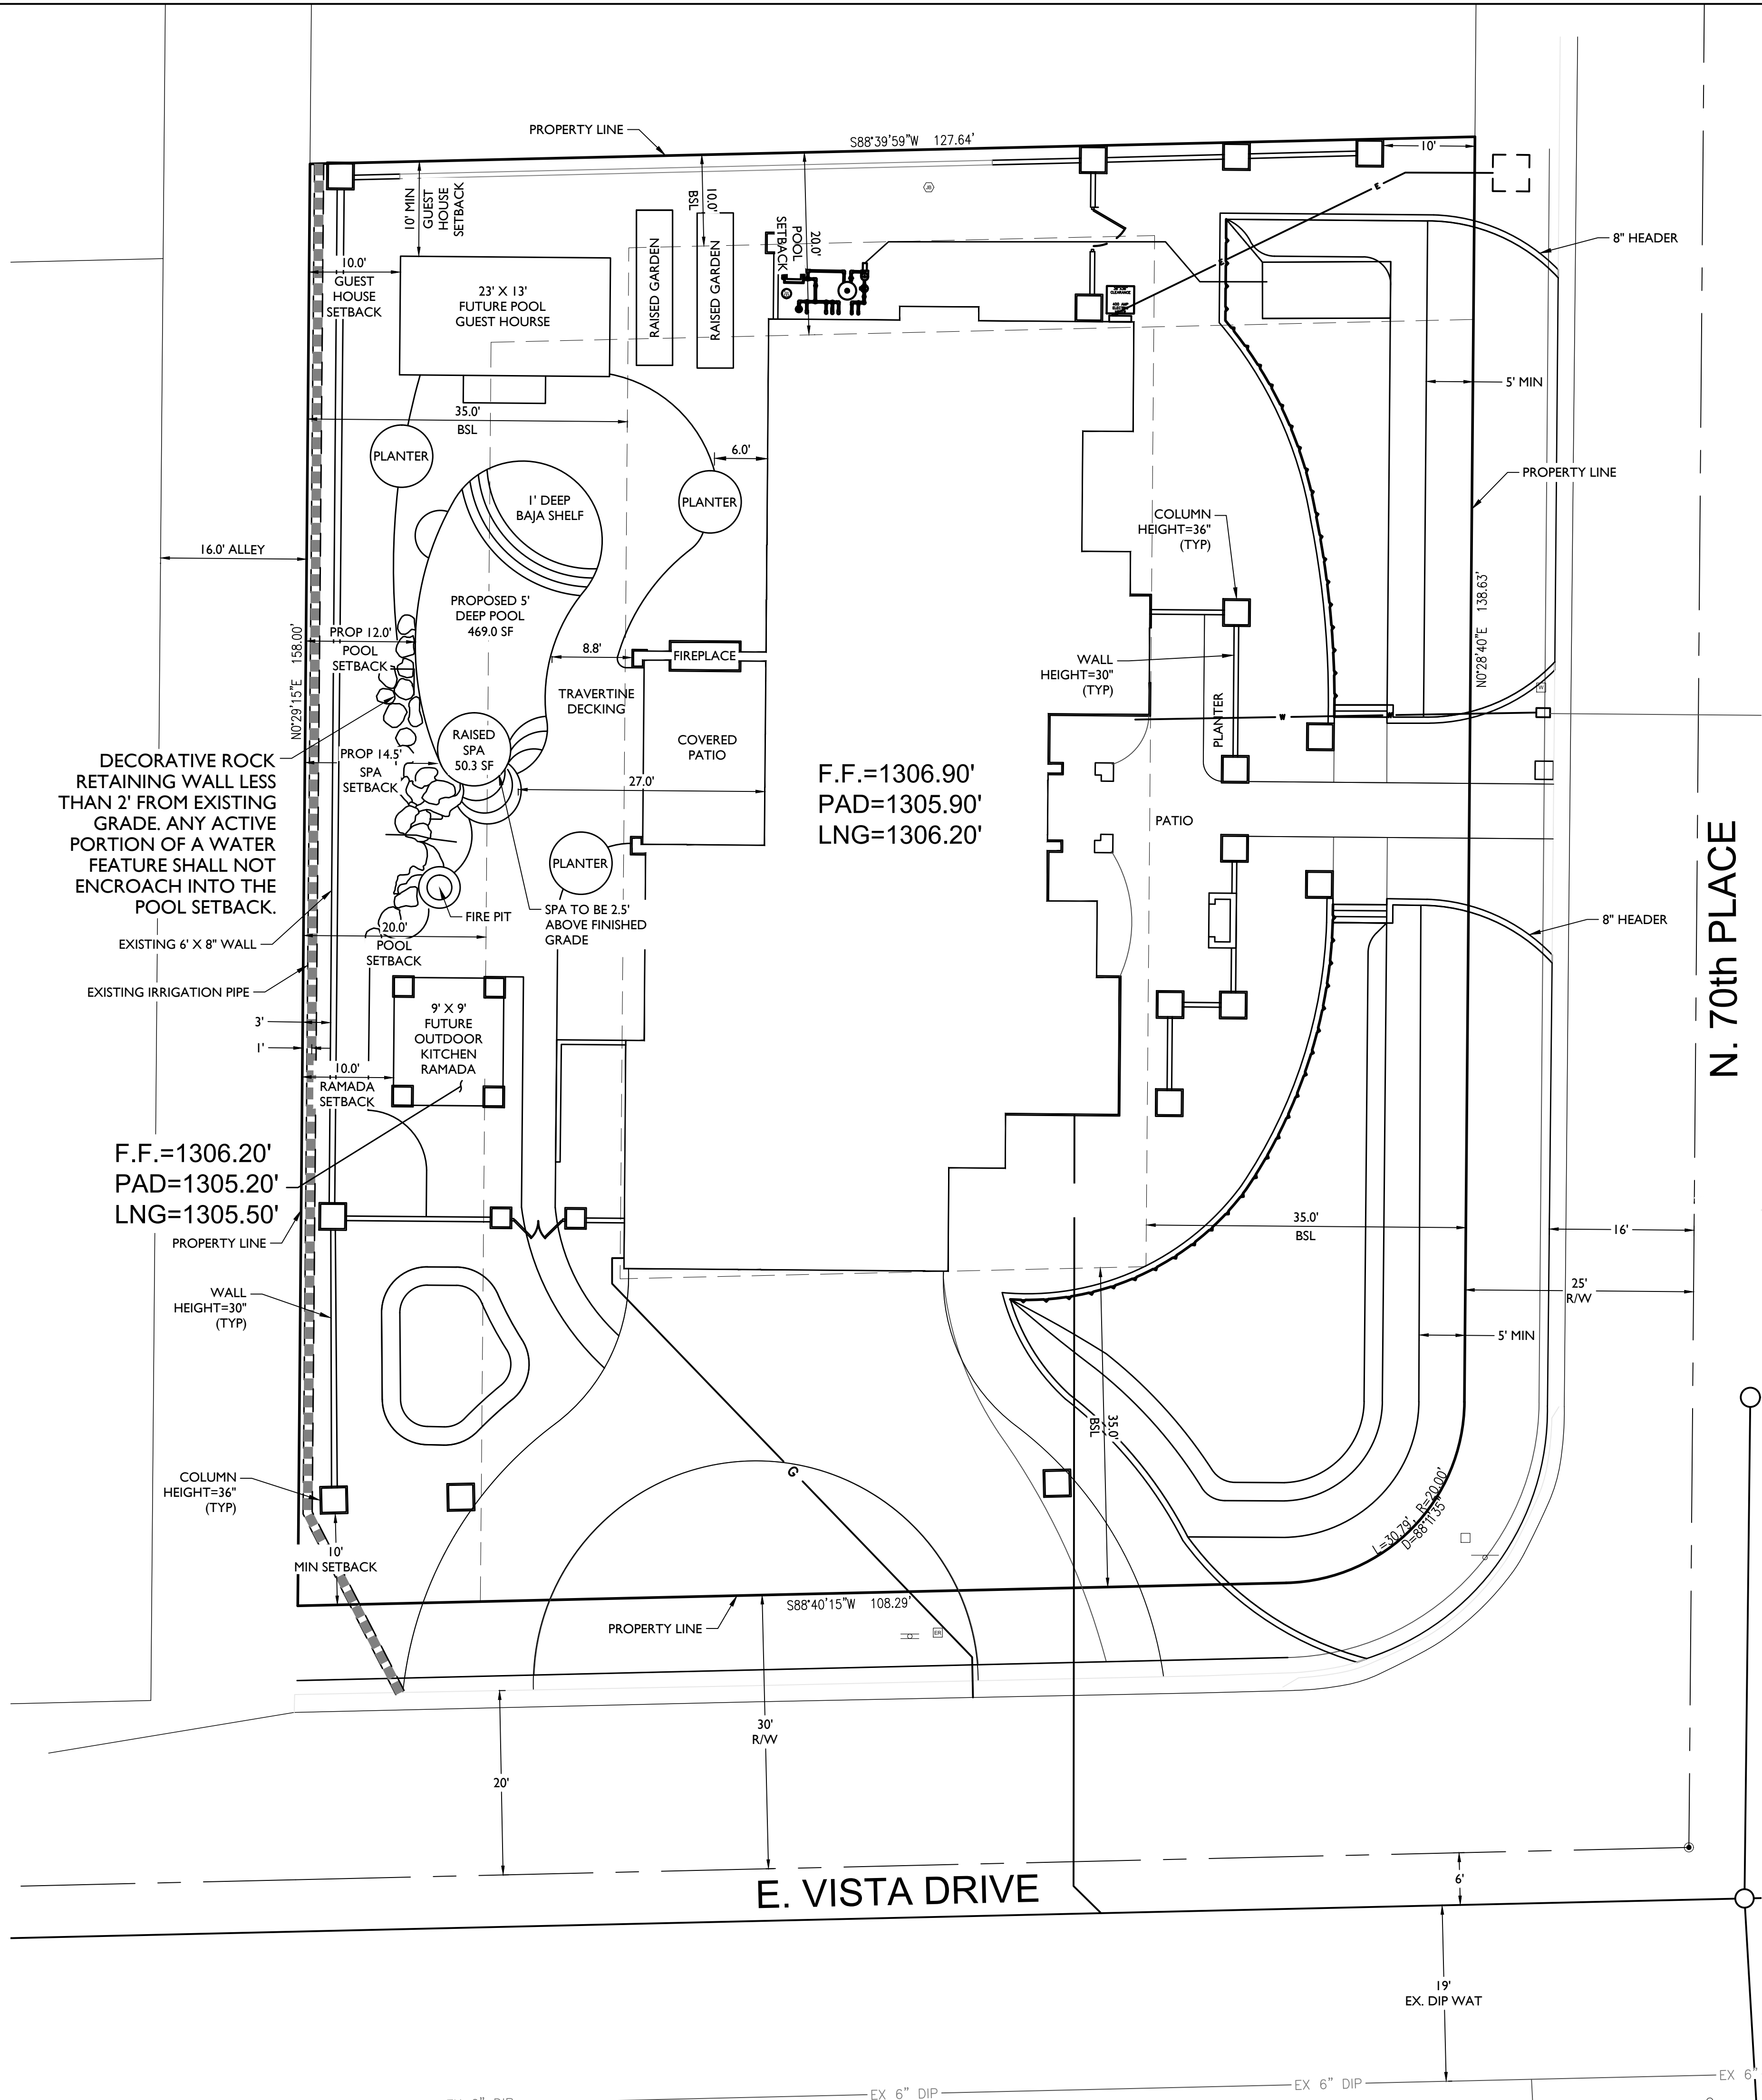 PROPERTY LINE
S88°39'59"W 127.64'
10'
10' MIN
GUEST
HOUSE
SETBACK
10.0'
BSL
20.0'
POOL
SETBACK
JB
E
8" HEADER
10.0'
GUEST
HOUSE
SETBACK
23' X 13'
FUTURE POOL
GUEST HOURSE
RAISED GARDEN
RAISED GARDEN
E
5' MIN
35.0'
BSL
PLANTER
6.0'
PLANTER
1' DEEP
BAJA SHELF
PROPERTY LINE
COLUMN
HEIGHT=36"
(TYP)
16.0' ALLEY
PROPOSED 5'
DEEP POOL
469.0 SF
N0°29'15"E 158.00'
N0°28'40"E 138.63'
PROP 12.0'
POOL
SETBACK
8.8'
FIREPLACE
WALL
HEIGHT=30"
(TYP)
TRAVERTINE
DECKING
PLANTER
W
W
W
RAISED
SPA
50.3 SF
COVERED
PATIO
PROP 14.5'
SPA
SETBACK
27.0'
DECORATIVE ROCK
RETAINING WALL LESS
THAN 2' FROM EXISTING
GRADE. ANY ACTIVE
PORTION OF A WATER
FEATURE SHALL NOT
ENCROACH INTO THE
POOL SETBACK.
F.F.=1306.90'
PAD=1305.90'
LNG=1306.20'
PATIO
PLANTER
FIRE PIT
SPA TO BE 2.5'
ABOVE FINISHED
GRADE
8" HEADER
N. 70th PLACE
EXISTING 6' X 8" WALL
20.0'
POOL
SETBACK
EXISTING IRRIGATION PIPE
3'
1'
9' X 9'
FUTURE
OUTDOOR
KITCHEN
RAMADA
10.0'
RAMADA
SETBACK
F.F.=1306.20'
PAD=1305.20'
LNG=1305.50'
PROPERTY LINE
35.0'
BSL
16'
25'
R/W
WALL
HEIGHT=30"
(TYP)
5' MIN
35.0'
BSL
G
COLUMN
HEIGHT=36"
(TYP)
L=30.79', R=20.00'
D=88°11'35"
10'
MIN SETBACK
S88°40'15"W 108.29'
PROPERTY LINE
ER
30'
R/W
20'
E. VISTA DRIVE
6'
19'
EX. DIP WAT
EX 6" DIP
EX 6" DIP
EX 6"